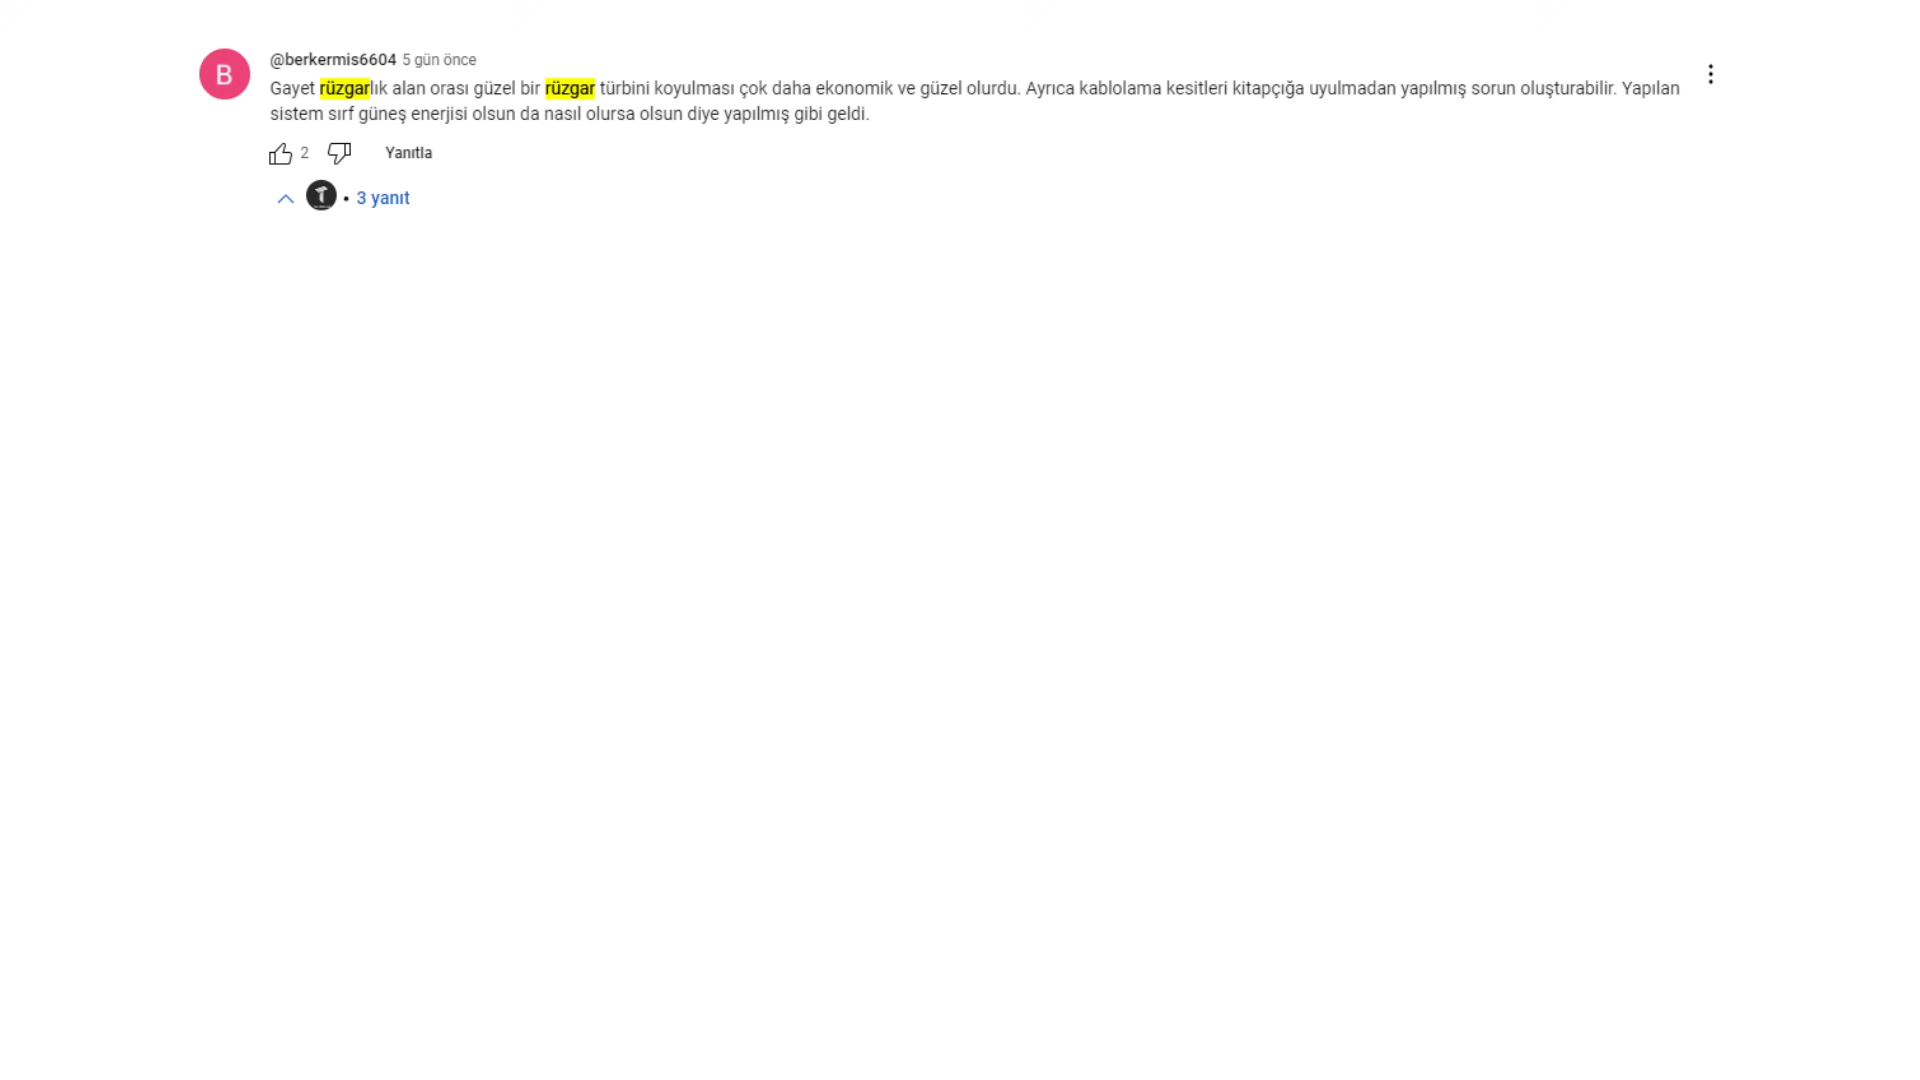 B
@berkermis6604 5 gün önce
Gayet rüzgarlık alan orası güzel bir rüzgar türbini koyulması çok daha ekonomik ve güzel olurdu. Ayrıca kablolama kesitleri kitapçığa uyulmadan yapılmış sorun oluşturabilir. Yapılan
sistem sırf güneş enerjisi olsun da nasıl olursa olsun diye yapılmış gibi geldi.
2 Yanıtla
T • 3 yanıt